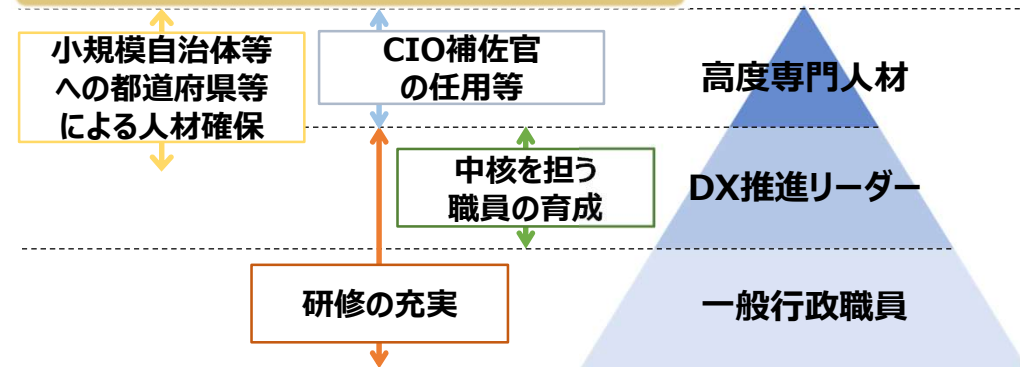 小規模自治体等
への都道府県等
による人材確保
CIO補佐官
の任用等
高度専門人材
中核を担う
職員の育成
DX推進リーダー
研修の充実
一般行政職員